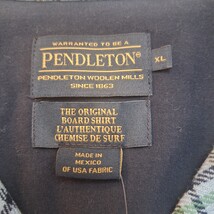 WARRANTED TO BE A
PENDLETON®
PENDLETON WOOLEN MILLS
SINCE 1863
XL
THE ORIGINAL
BOARD SHIRT
L'AUTHENTIQUE
CHEMISE DE SURF
MADE IN
MEXICO
OF USA FABRIC